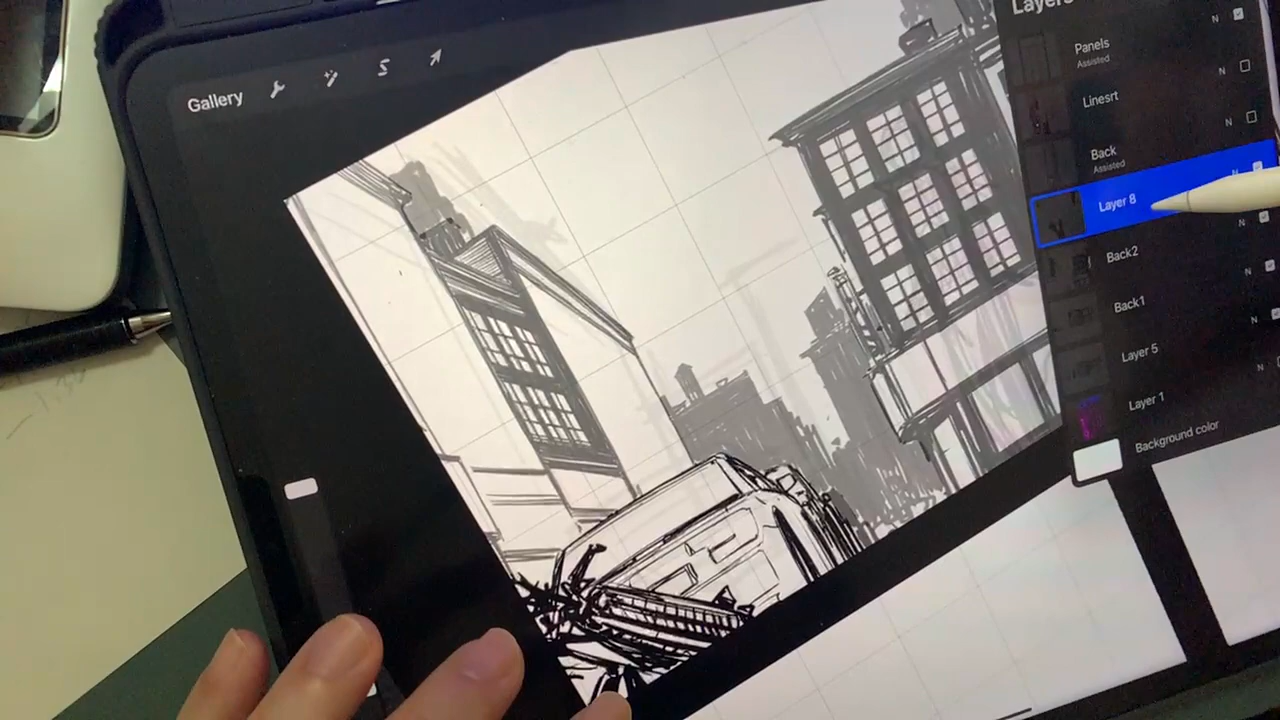 Gallery
Layers
Panels
Assisted
N
Linesrt
N
Back
Assisted
N
Layer 8
N
Back2
N
Back1
N
Layer 5
N
Layer 1
N
Background color